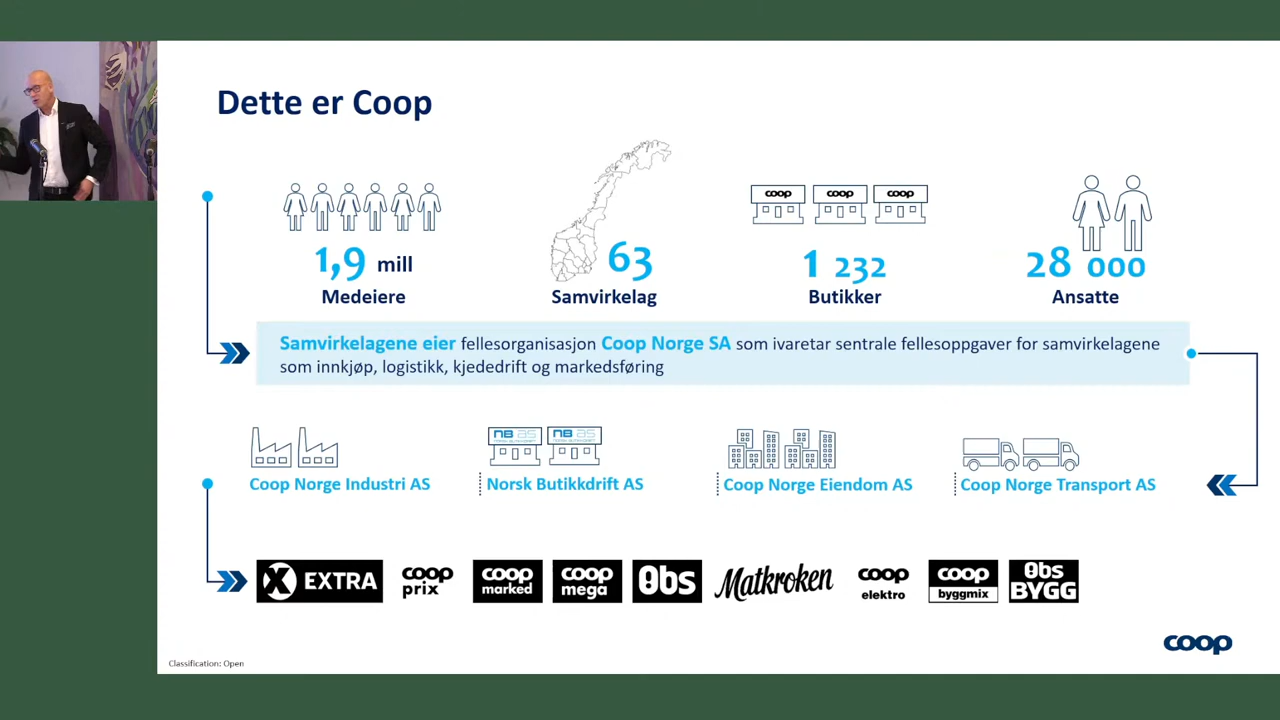 Dette er Coop
coop coop coop
1,9 mill
Medeiere
63
Samvirkelag
1 232
Butikker
28 000
Ansatte
Samvirkelagene eier fellesorganisasjon Coop Norge SA som ivaretar sentrale fellesoppgaver for samvirkelagene
som innkjøp, logistikk, kjededrift og markedsføring
NB AS NB AS
Coop Norge Industri AS
Norsk Butikkdrift AS
Coop Norge Eiendom AS
Coop Norge Transport AS
X EXTRA
coop
prix
coop
marked
coop
mega
Obs
Matkroken
coop
elektro
coop
byggmix
Obs
BYGG
coop
Classification: Open